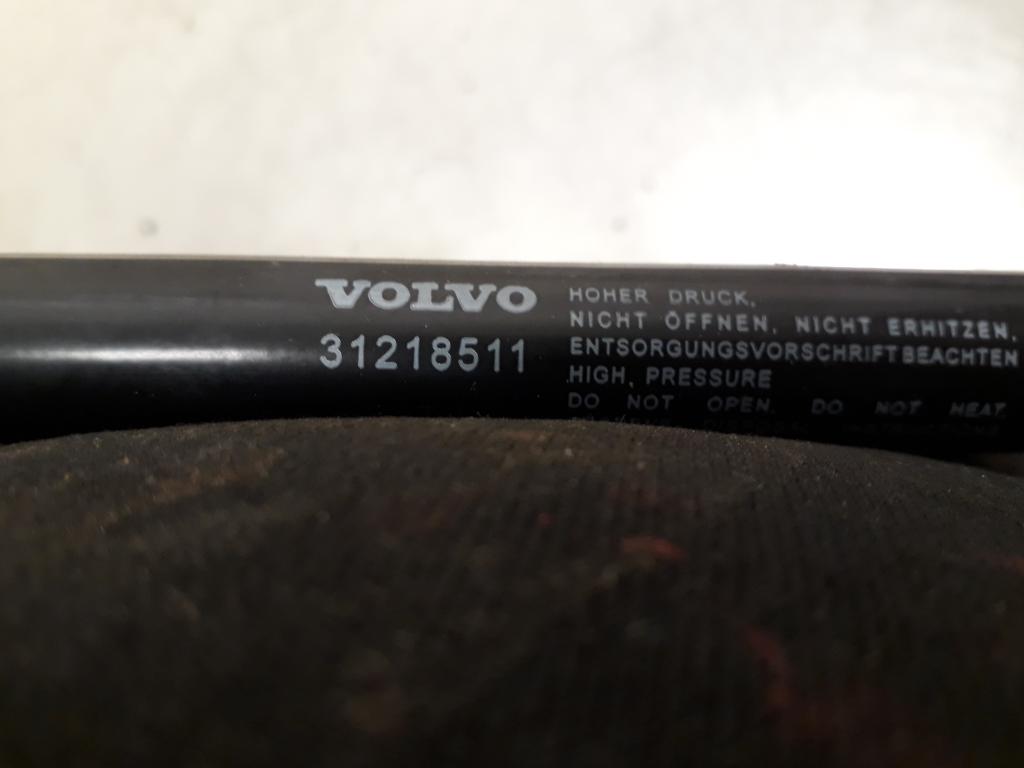 VOLVO
31218511
HOHER DRUCK,
NICHT ÖFFNEN, NICHT ERHITZEN,
ENTSORGUNGSVORSCHRIFT BEACHTEN
HIGH, PRESSURE
DO NOT OPEN. DO NOT HEAT.